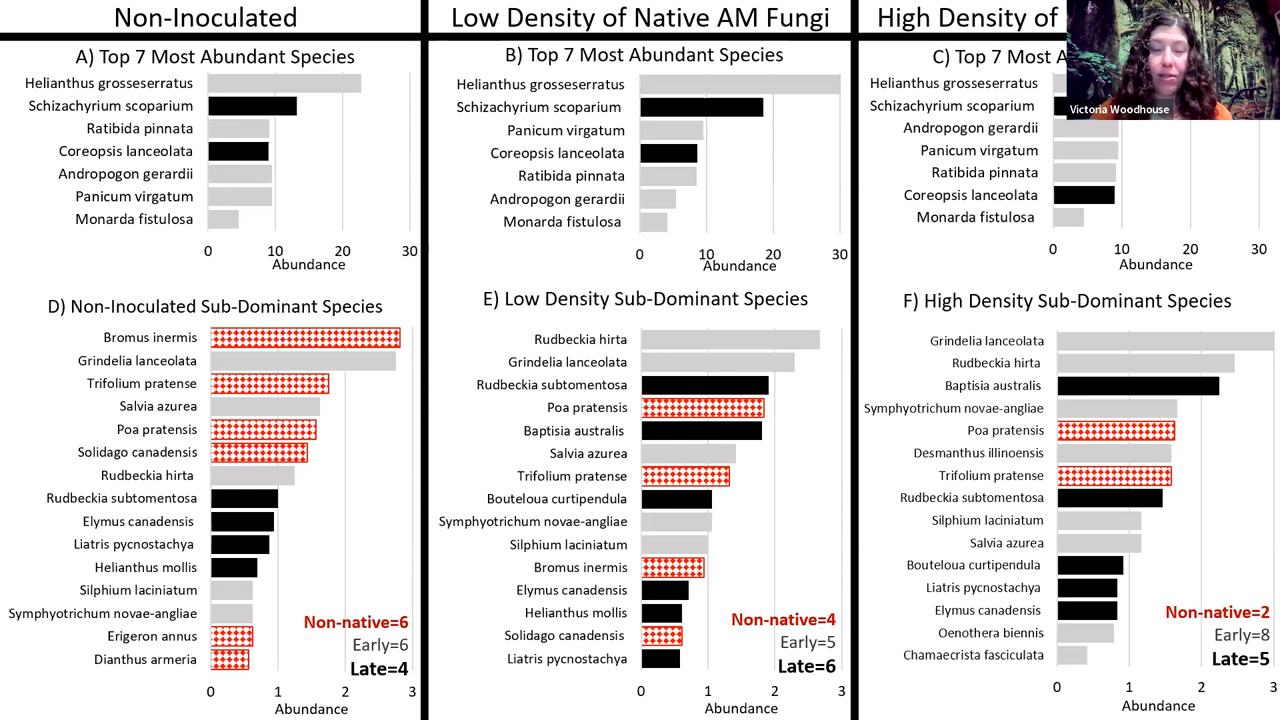 Non-Inoculated
A) Top 7 Most Abundant Species
Helianthus grosseserratus
Schizachyrium scoparium
Ratibida pinnata
Coreopsis lanceolata
Andropogon gerardii
Panicum virgatum
Monarda fistulosa
0 10 20 30
Abundance
D) Non-Inoculated Sub-Dominant Species
Bromus inermis
Grindelia lanceolata
Trifolium pratense
Salvia azurea
Poa pratensis
Solidago canadensis
Rudbeckia hirta
Rudbeckia subtomentosa
Elymus canadensis
Liatris pycnostachya
Helianthus mollis
Silphium laciniatum
Symphyotrichum novae-angliae
Erigeron annus
Dianthus armeria
Non-native=6
Early=6
Late=4
0 1 2 3
Abundance
Low Density of Native AM Fungi
B) Top 7 Most Abundant Species
Helianthus grosseserratus
Schizachyrium scoparium
Panicum virgatum
Coreopsis lanceolata
Ratibida pinnata
Andropogon gerardii
Monarda fistulosa
0 10 20 30
Abundance
E) Low Density Sub-Dominant Species
Rudbeckia hirta
Grindelia lanceolata
Rudbeckia subtomentosa
Poa pratensis
Baptisia australis
Salvia azurea
Trifolium pratense
Bouteloua curtipendula
Symphyotrichum novae-angliae
Silphium laciniatum
Bromus inermis
Elymus canadensis
Helianthus mollis
Solidago canadensis
Liatris pycnostachya
Non-native=4
Early=5
Late=6
0 1 2 3
Abundance
High Density of
C) Top 7 Most A
Victoria Woodhouse
Helianthus grosseserratus
Schizachyrium scoparium
Andropogon gerardii
Panicum virgatum
Ratibida pinnata
Coreopsis lanceolata
Monarda fistulosa
0 10 20 30
Abundance
F) High Density Sub-Dominant Species
Grindelia lanceolata
Rudbeckia hirta
Baptisia australis
Symphyotrichum novae-angliae
Poa pratensis
Desmanthus illinoensis
Trifolium pratense
Rudbeckia subtomentosa
Silphium laciniatum
Salvia azurea
Bouteloua curtipendula
Liatris pycnostachya
Elymus canadensis
Oenothera biennis
Chamaecrista fasciculata
Non-native=2
Early=8
Late=5
0 1 2 3
Abundance